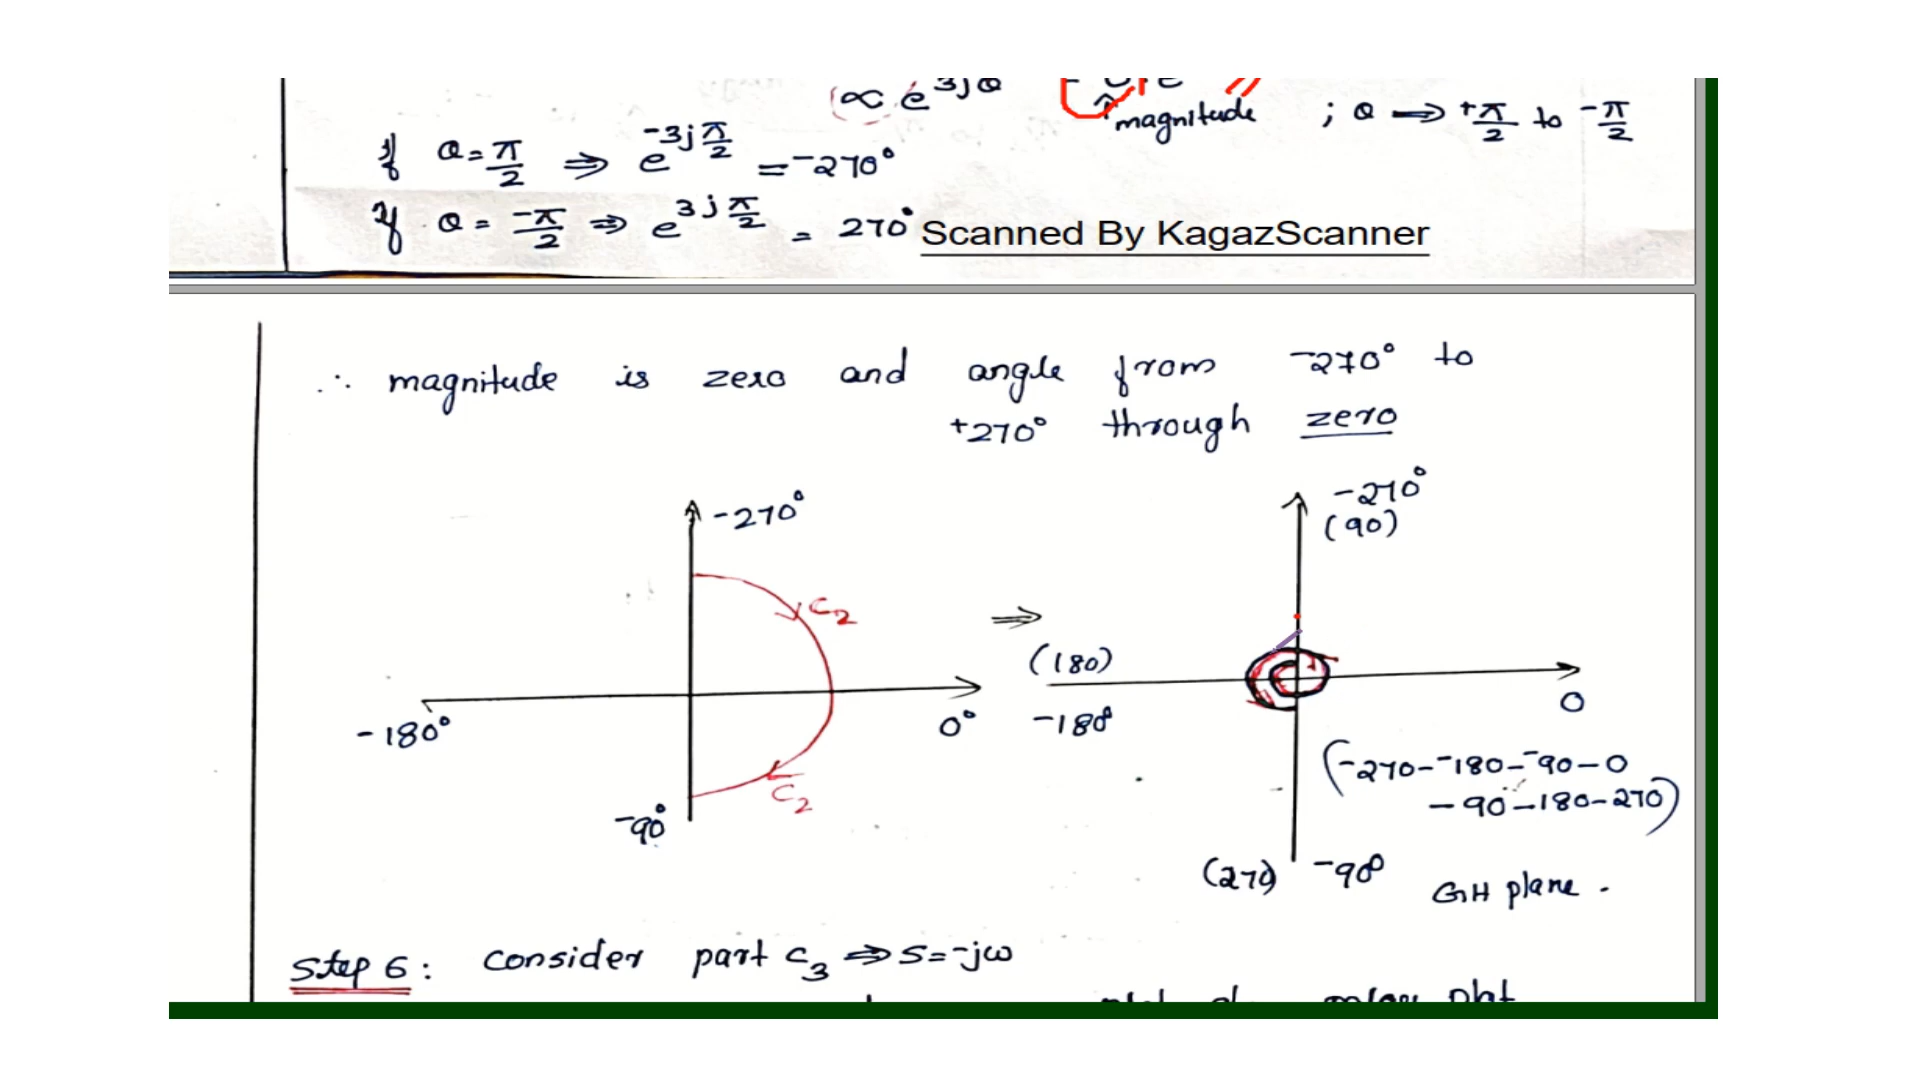 ∝ e^3jθ
magnitude ; θ ⟹ +π/2 to -π/2
if θ = π/2 ⟹ e^-3jπ/2 = -270°
If θ = -π/2 ⟹ e^3jπ/2 = 270°
Scanned By KagazScanner
∴ magnitude is zero and angle from -270° to
+270° through zero
-270°
C2
-180°
0°
C2
-90°
⟹
-270°
(90)
(180)
-180°
0
(-270--180--90-0
-90-180-270)
(270) -90°
GH plane.
Step 6: Consider part C3 ⟹ S=-jω